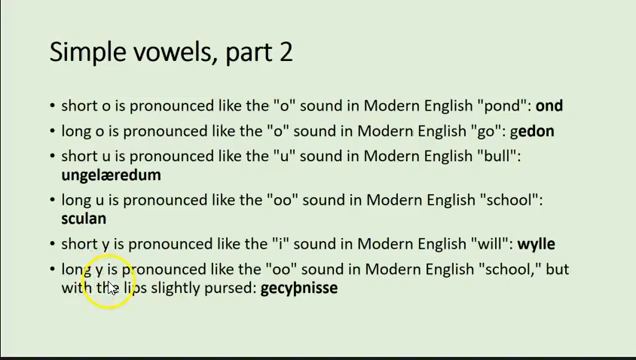 Simple vowels, part 2
• short o is pronounced like the "o" sound in Modern English "pond": ond
• long o is pronounced like the "o" sound in Modern English "go": gedon
• short u is pronounced like the "u" sound in Modern English "bull":
ungelæredum
• long u is pronounced like the "oo" sound in Modern English "school":
sculan
• short y is pronounced like the "i" sound in Modern English "will": wylle
• long y is pronounced like the "oo" sound in Modern English "school," but
with the lips slightly pursed: gecyþnisse